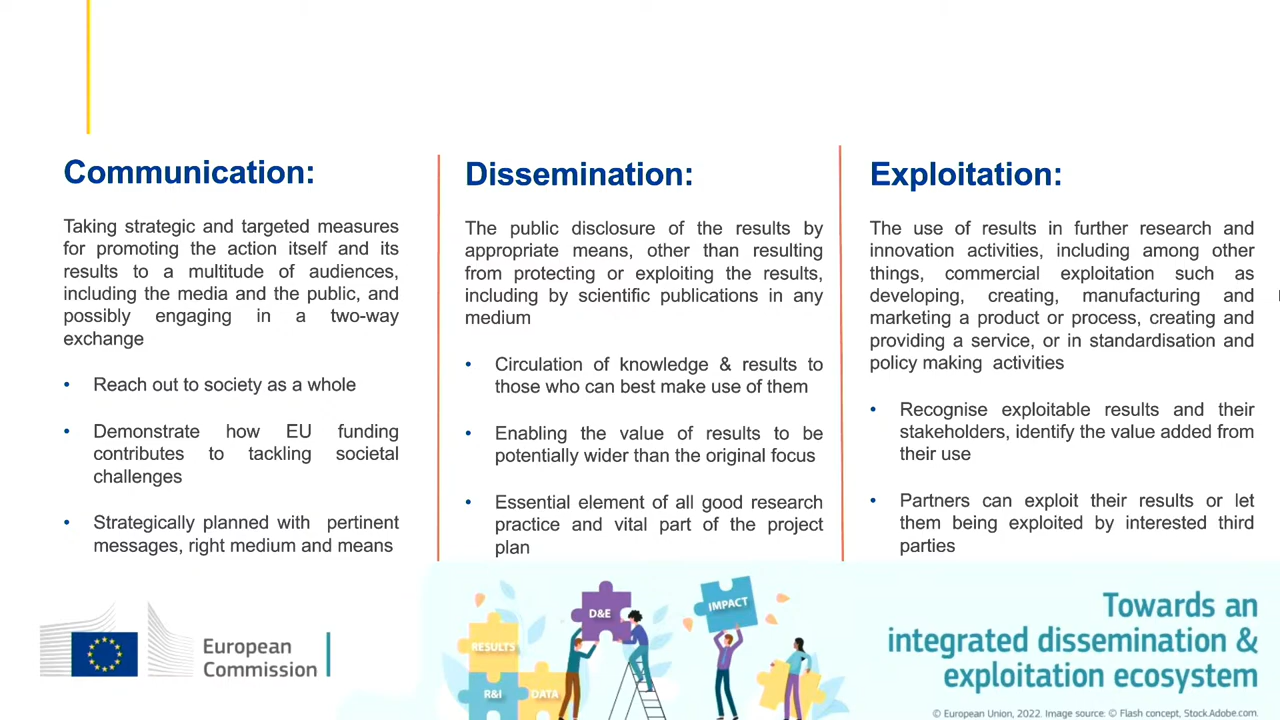 Communication:
Taking strategic and targeted measures
for promoting the action itself and its
results to a multitude of audiences,
including the media and the public, and
possibly engaging in a two-way
exchange
• Reach out to society as a whole
• Demonstrate how EU funding
contributes to tackling societal
challenges
• Strategically planned with pertinent
messages, right medium and means
Dissemination:
The public disclosure of the results by
appropriate means, other than resulting
from protecting or exploiting the results,
including by scientific publications in any
medium
• Circulation of knowledge & results to
those who can best make use of them
• Enabling the value of results to be
potentially wider than the original focus
• Essential element of all good research
practice and vital part of the project
plan
Exploitation:
The use of results in further research and
innovation activities, including among other
things, commercial exploitation such as
developing, creating, manufacturing and
marketing a product or process, creating and
providing a service, or in standardisation and
policy making activities
• Recognise exploitable results and their
stakeholders, identify the value added from
their use
• Partners can exploit their results or let
them being exploited by interested third
parties
European
Commission
D&E
IMPACT
RESULTS
R&I
DATA
Towards an
integrated dissemination &
exploitation ecosystem
© European Union, 2022. Image source: © Flash concept, Stock.Adobe.com.